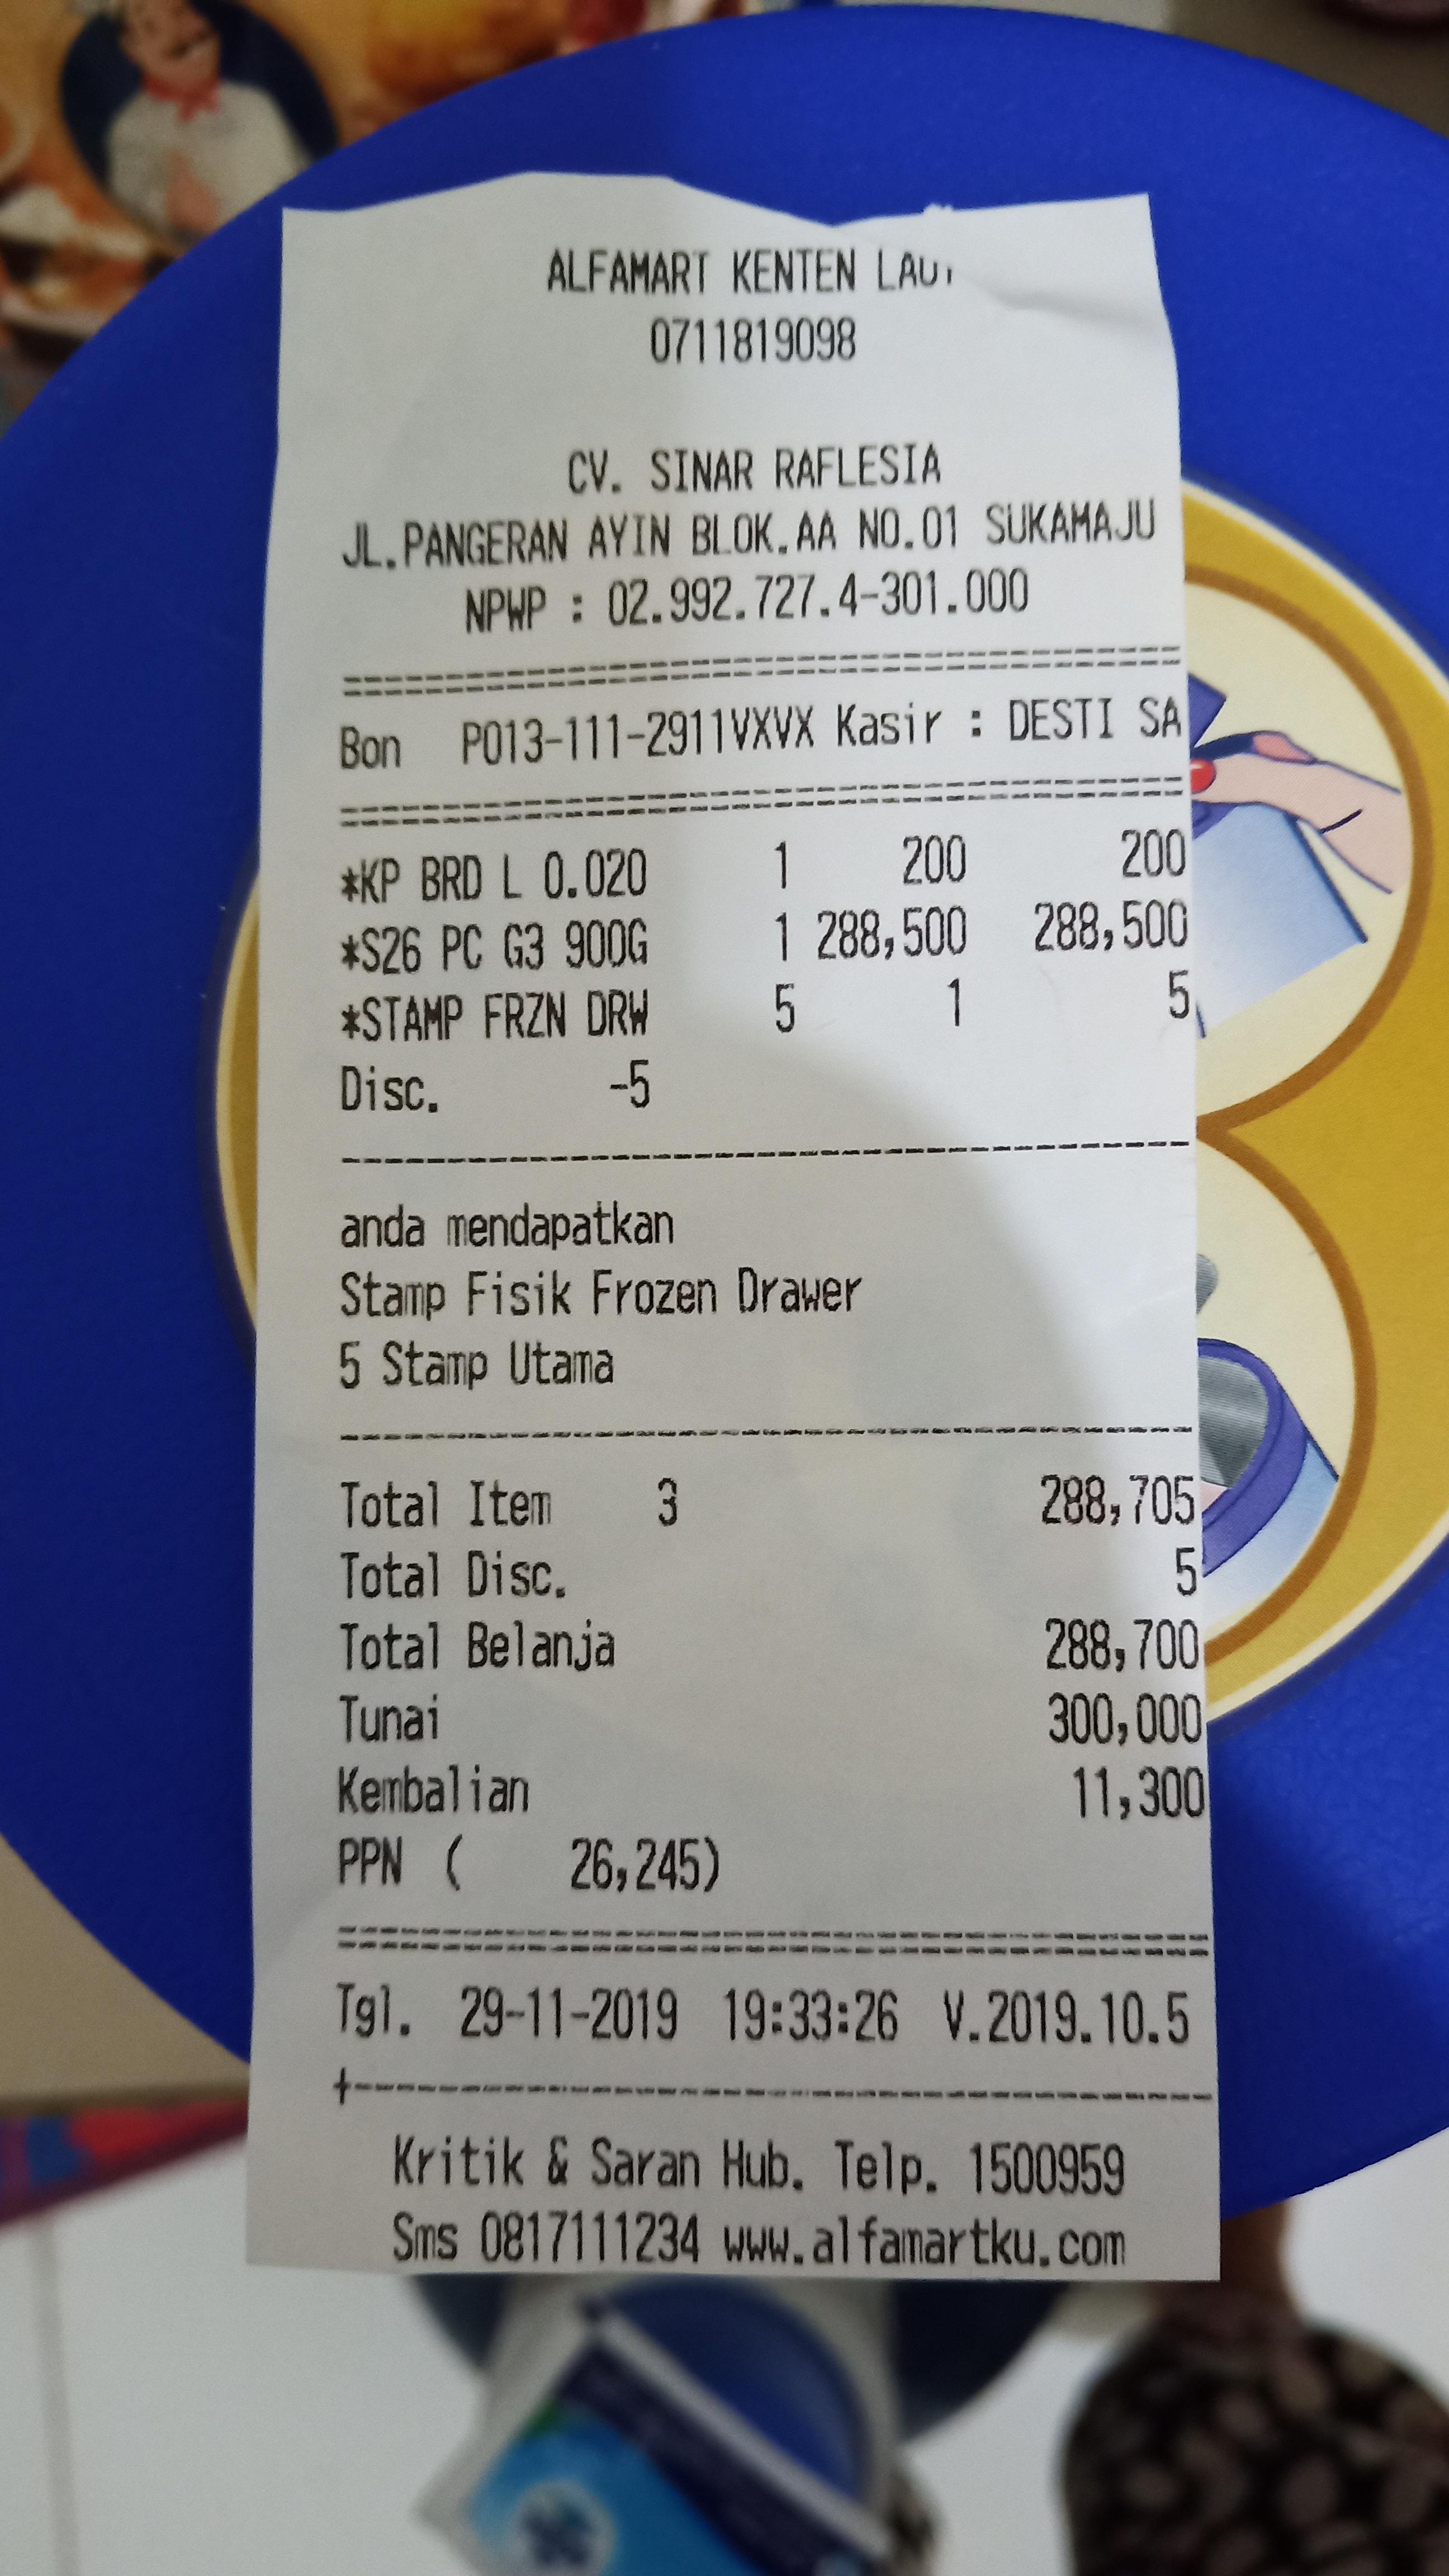 ALFAMART KENTEN
0711819098
CV. SINAR RAFLESIA
JL.PANGERAN AYIN BLOK.AA NO.01 SUKAMAJU
NPWP : 02.992.727.4-301.000
Bon P013-111-2911VXVX Kasir : DESTI SA
*KP BRD L 0.020 1 200 200
*S26 PC G3 900G 1 288,500 288,500
*STAMP FRZN DRW 5 1 5
Disc. -5
anda mendapatkan
Stamp Fisik Frozen Drawer
5 Stamp Utama
Total Item 3 288,705
Total Disc. 5
Total Belanja 288,700
Tunai 300,000
Kembalian 11,300
PPN ( 26,245)
Tgl. 29-11-2019 19:33:26 V.2019.10.5
Kritik & Saran Hub. Telp. 1500959
Sms 0817111234 www.alfamartku.com